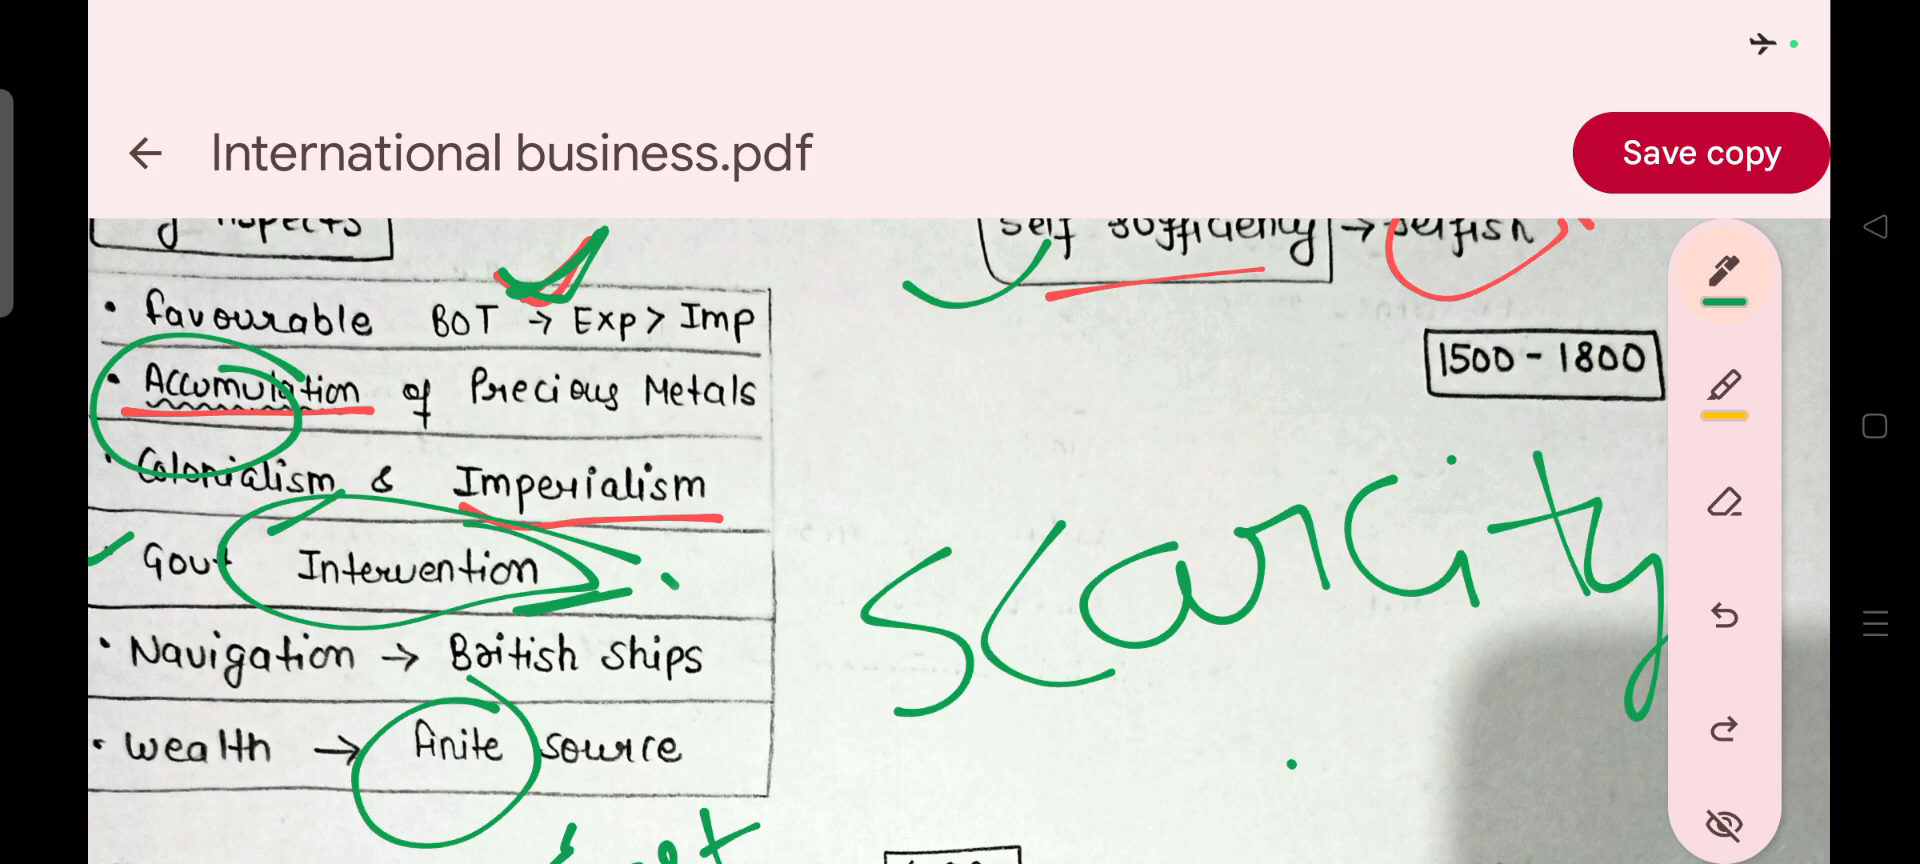 International business.pdf
Save copy
Aspects
Self Sufficiency → Selfish
• favourable BOT → Exp > Imp
1500 - 1800
• Accumulation of Precious Metals
• Colonialism & Imperialism
Scarcity
• Govt Intervention
• Navigation → British ships
• wealth → finite source